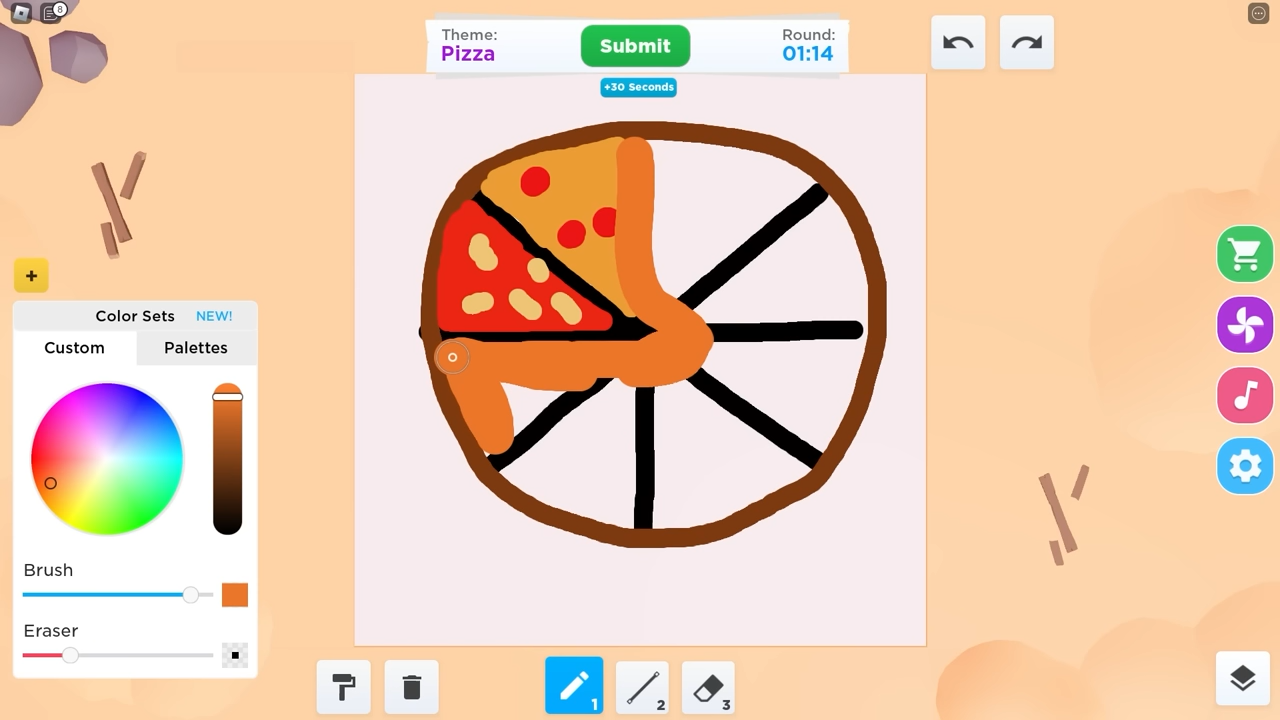 8
Theme:
Pizza
Submit
Round:
01:14
+30 Seconds
+
Color Sets NEW!
Custom Palettes
Brush
Eraser
1
2
3